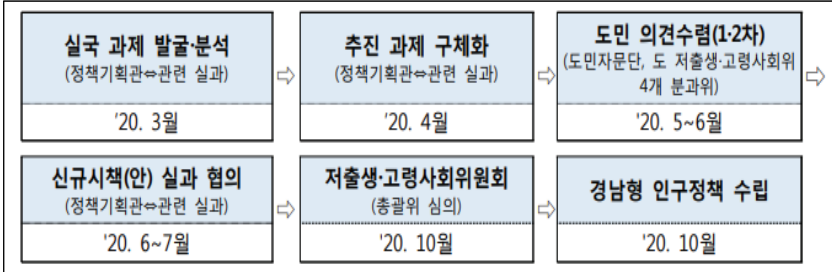 실국 과제 발굴·분석
(정책기획관⇔관련 실과)
'20. 3월
⇨
추진 과제 구체화
(정책기획관⇔관련 실과)
'20. 4월
⇨
도민 의견수렴(1·2차)
(도민자문단, 도 저출생·고령사회위
4개 분과위)
'20. 5~6월
⇨
신규시책(안) 실과 협의
(정책기획관⇔관련 실과)
'20. 6~7월
⇨
저출생·고령사회위원회
(총괄위 심의)
'20. 10월
⇨
경남형 인구정책 수립
'20. 10월